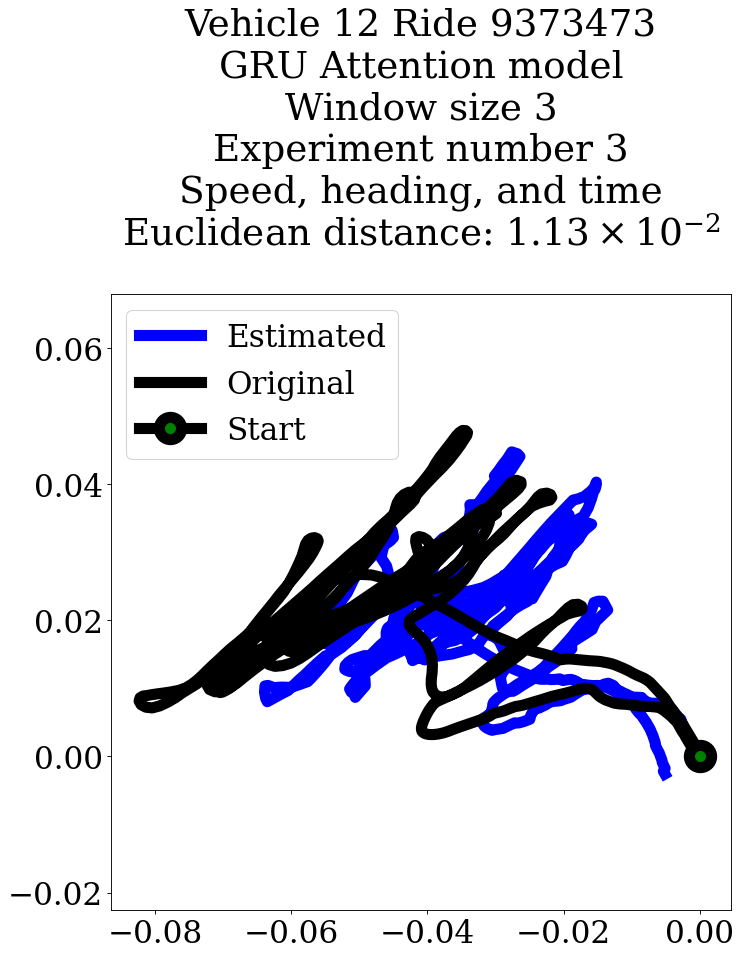 Vehicle 12 Ride 9373473
GRU Attention model
Window size 3
Experiment number 3
Speed, heading, and time
Euclidean distance: 1.13 × 10⁻²
Estimated
Original
Start
0.06
0.04
0.02
0.00
−0.02
−0.08 −0.06 −0.04 −0.02 0.00